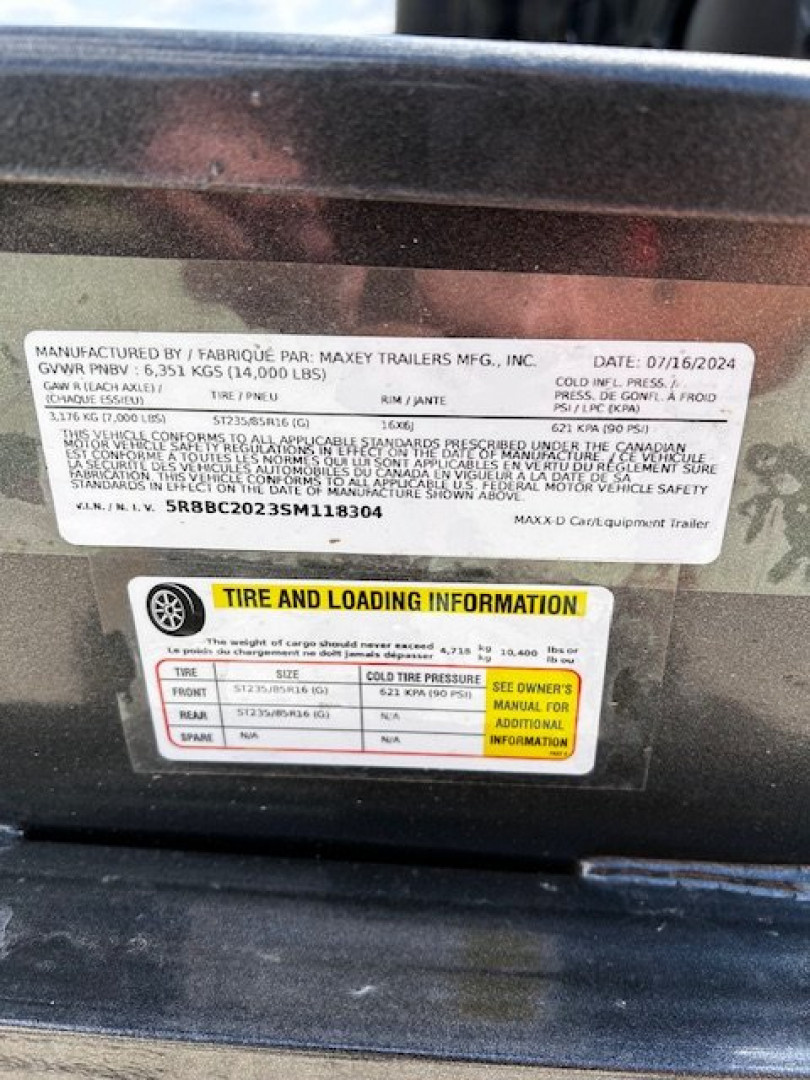 MANUFACTURED BY / FABRIQUÉ PAR: MAXEY TRAILERS MFG., INC. DATE: 07/16/2024
GVWR PNBV : 6,351 KGS (14,000 LBS)
GAWR (EACH AXLE) / (CHAQUE ESSIEU) TIRE / PNEU RIM / JANTE COLD INFL. PRESS. / PRESS. DE GONFL. À FROID PSI / LPC (KPA)
3,176 KG (7,000 LBS) ST235/85R16 (G) 16X6J 621 KPA (90 PSI)
THIS VEHICLE CONFORMS TO ALL APPLICABLE STANDARDS PRESCRIBED UNDER THE CANADIAN
MOTOR VEHICLE SAFETY REGULATIONS IN EFFECT ON THE DATE OF MANUFACTURE. / CE VÉHICULE
EST CONFORME À TOUTES LES NORMES QUI LUI SONT APPLICABLES EN VERTU DU RÈGLEMENT SUR
LA SÉCURITÉ DES VÉHICULES AUTOMOBILES DU CANADA EN VIGUEUR À LA DATE DE SA
FABRICATION. THIS VEHICLE CONFORMS TO ALL APPLICABLE U.S. FEDERAL MOTOR VEHICLE SAFETY
STANDARDS IN EFFECT ON THE DATE OF MANUFACTURE SHOWN ABOVE.
V.I.N. / N. I. V. 5R8BC2023SM118304 MAXX-D Car/Equipment Trailer
TIRE AND LOADING INFORMATION
The weight of cargo should never exceed 4,718 kg 10,400 lbs or
Le poids du chargement ne doit jamais dépasser kg lb ou
TIRE SIZE COLD TIRE PRESSURE
FRONT ST235/85R16 (G) 621 KPA (90 PSI)
REAR ST235/85R16 (G) N/A
SPARE N/A N/A
SEE OWNER'S
MANUAL FOR
ADDITIONAL
INFORMATION